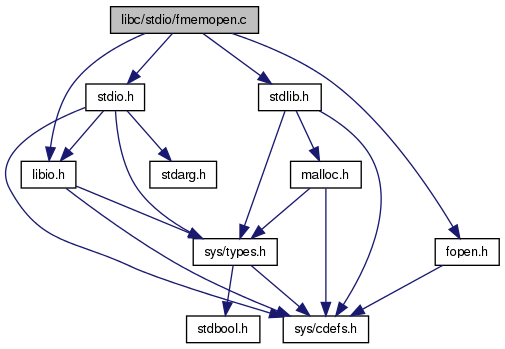 libc/stdio/fmemopen.c
stdio.h
stdlib.h
libio.h
stdarg.h
malloc.h
sys/types.h
fopen.h
stdbool.h
sys/cdefs.h